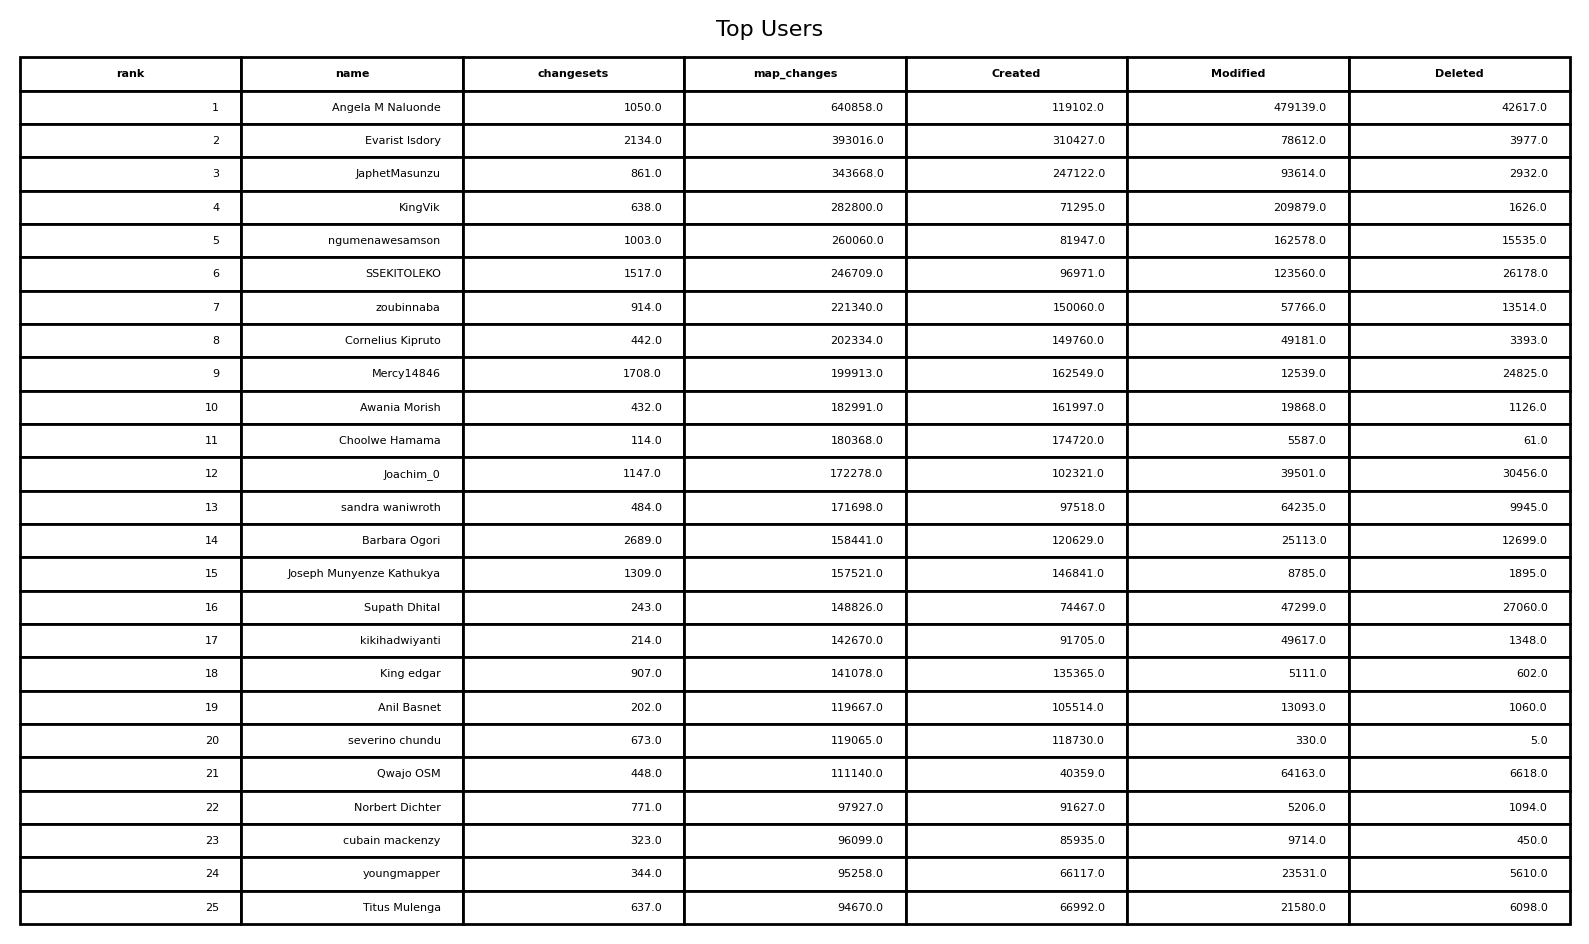 Top Users
rank name changesets map_changes Created Modified Deleted
1 Angela M Naluonde 1050.0 640858.0 119102.0 479139.0 42617.0
2 Evarist Isdory 2134.0 393016.0 310427.0 78612.0 3977.0
3 JaphetMasunzu 861.0 343668.0 247122.0 93614.0 2932.0
4 KingVik 638.0 282800.0 71295.0 209879.0 1626.0
5 ngumenawesamson 1003.0 260060.0 81947.0 162578.0 15535.0
6 SSEKITOLEKO 1517.0 246709.0 96971.0 123560.0 26178.0
7 zoubinnaba 914.0 221340.0 150060.0 57766.0 13514.0
8 Cornelius Kipruto 442.0 202334.0 149760.0 49181.0 3393.0
9 Mercy14846 1708.0 199913.0 162549.0 12539.0 24825.0
10 Awania Morish 432.0 182991.0 161997.0 19868.0 1126.0
11 Choolwe Hamama 114.0 180368.0 174720.0 5587.0 61.0
12 Joachim_0 1147.0 172278.0 102321.0 39501.0 30456.0
13 sandra waniwroth 484.0 171698.0 97518.0 64235.0 9945.0
14 Barbara Ogori 2689.0 158441.0 120629.0 25113.0 12699.0
15 Joseph Munyenze Kathukya 1309.0 157521.0 146841.0 8785.0 1895.0
16 Supath Dhital 243.0 148826.0 74467.0 47299.0 27060.0
17 kikihadwiyanti 214.0 142670.0 91705.0 49617.0 1348.0
18 King edgar 907.0 141078.0 135365.0 5111.0 602.0
19 Anil Basnet 202.0 119667.0 105514.0 13093.0 1060.0
20 severino chundu 673.0 119065.0 118730.0 330.0 5.0
21 Qwajo OSM 448.0 111140.0 40359.0 64163.0 6618.0
22 Norbert Dichter 771.0 97927.0 91627.0 5206.0 1094.0
23 cubain mackenzy 323.0 96099.0 85935.0 9714.0 450.0
24 youngmapper 344.0 95258.0 66117.0 23531.0 5610.0
25 Titus Mulenga 637.0 94670.0 66992.0 21580.0 6098.0